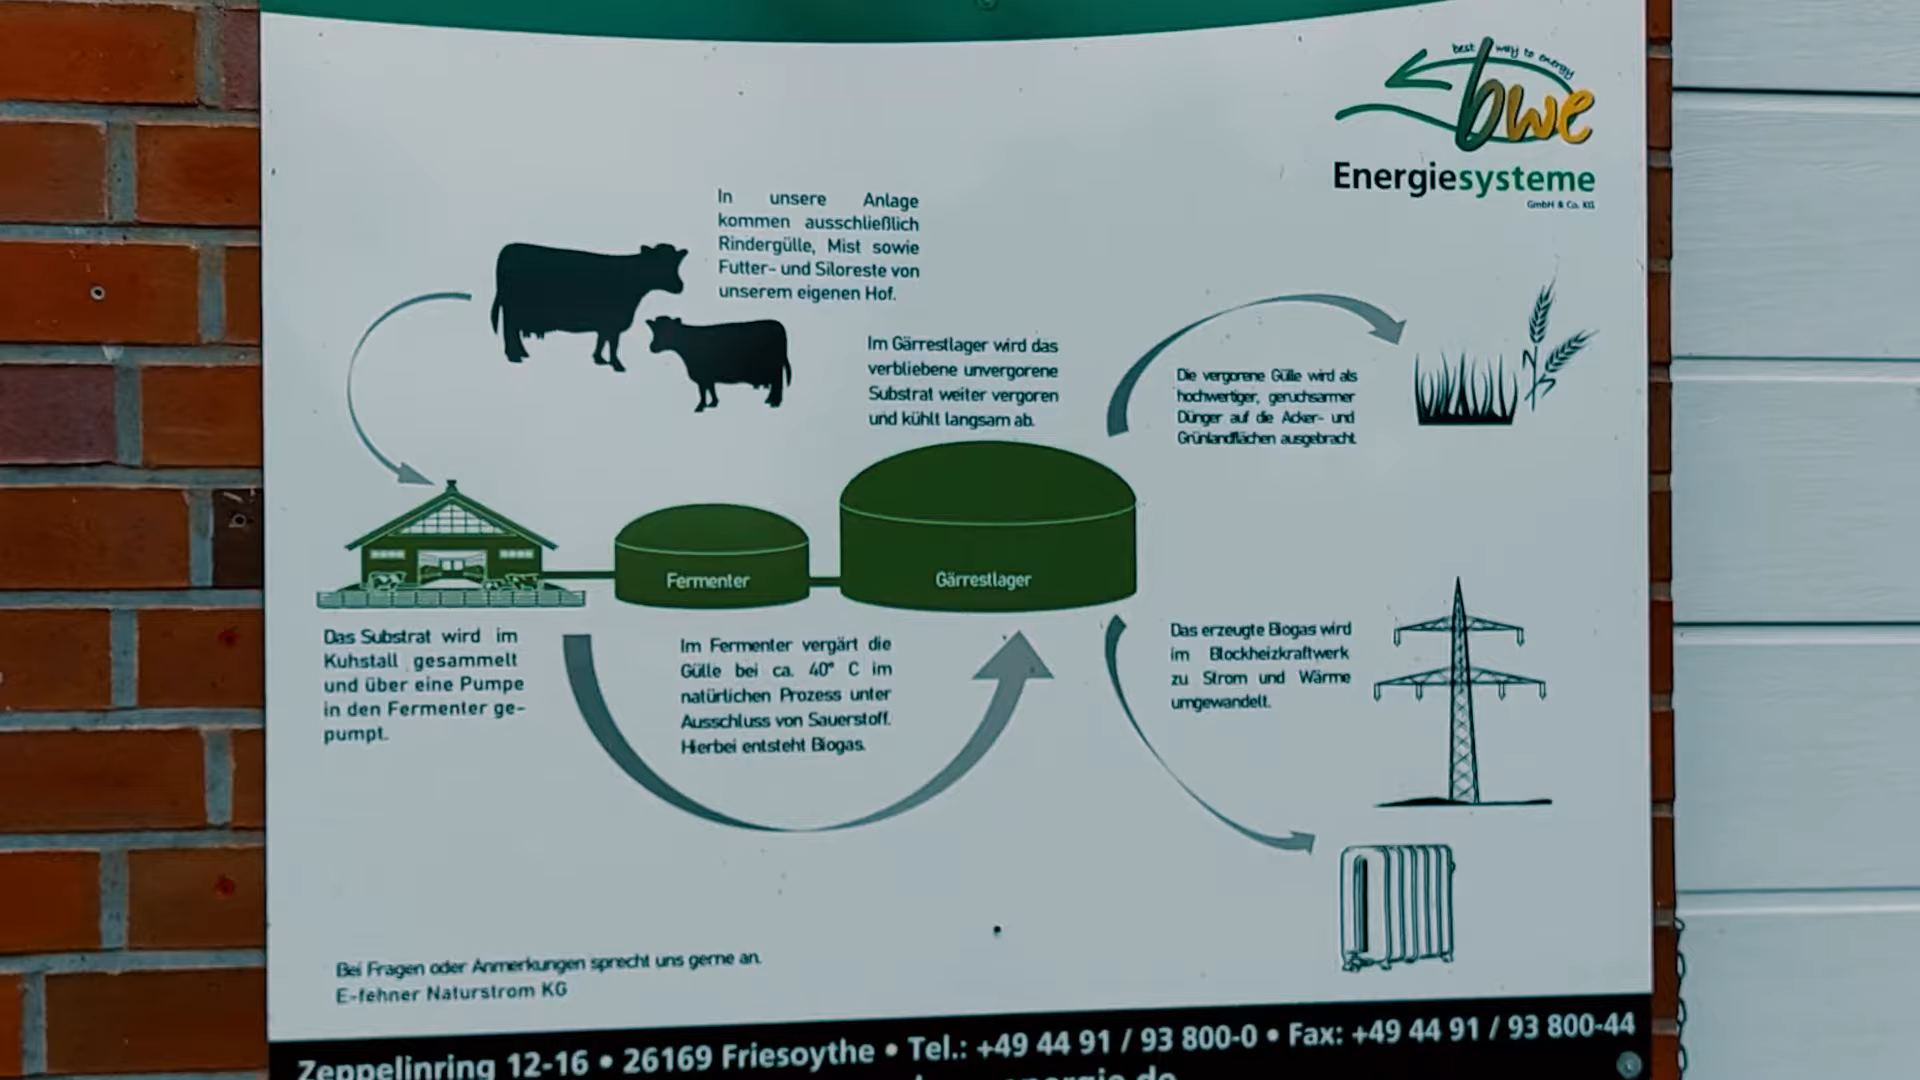 best way to energy
bwe
Energiesysteme
GmbH & Co. KG
In unsere Anlage
kommen ausschließlich
Rindergülle, Mist sowie
Futter- und Siloreste von
unserem eigenen Hof.
Im Gärrestlager wird das
verbliebene unvergorene
Substrat weiter vergoren
und kühlt langsam ab.
Die vergorene Gülle wird als
hochwertiger, geruchsarmer
Dünger auf die Acker- und
Grünlandflächen ausgebracht.
Fermenter
Gärrestlager
Das Substrat wird im
Kuhstall gesammelt
und über eine Pumpe
in den Fermenter ge-
pumpt.
Im Fermenter vergärt die
Gülle bei ca. 40° C im
natürlichen Prozess unter
Ausschluss von Sauerstoff.
Hierbei entsteht Biogas.
Das erzeugte Biogas wird
im Blockheizkraftwerk
zu Strom und Wärme
umgewandelt.
Bei Fragen oder Anmerkungen sprecht uns gerne an.
E-fehner Naturstrom KG
Zeppelinring 12-16 • 26169 Friesoythe • Tel.: +49 44 91 / 93 800-0 • Fax: +49 44 91 / 93 800-44